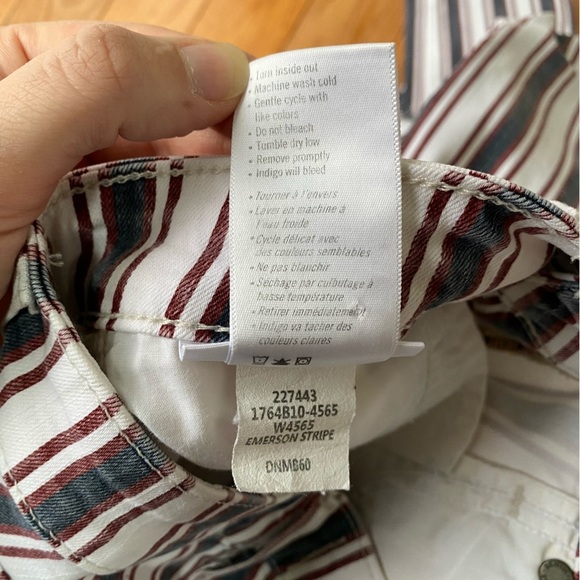 • Turn inside out
• Machine wash cold
• Gentle cycle with
like colors
• Do not bleach
• Tumble dry low
• Remove promptly
• Indigo will bleed
• Tourner à l'envers
• Laver en machine à
l'eau froide
• Cycle délicat avec
des couleurs semblables
• Ne pas blanchir
• Séchage par culbutage à
basse température
• Retirer immédiatement
• Indigo va tacher des
couleurs claires
227443
1764B10-4565
W4565
EMERSON STRIPE
DNMB60